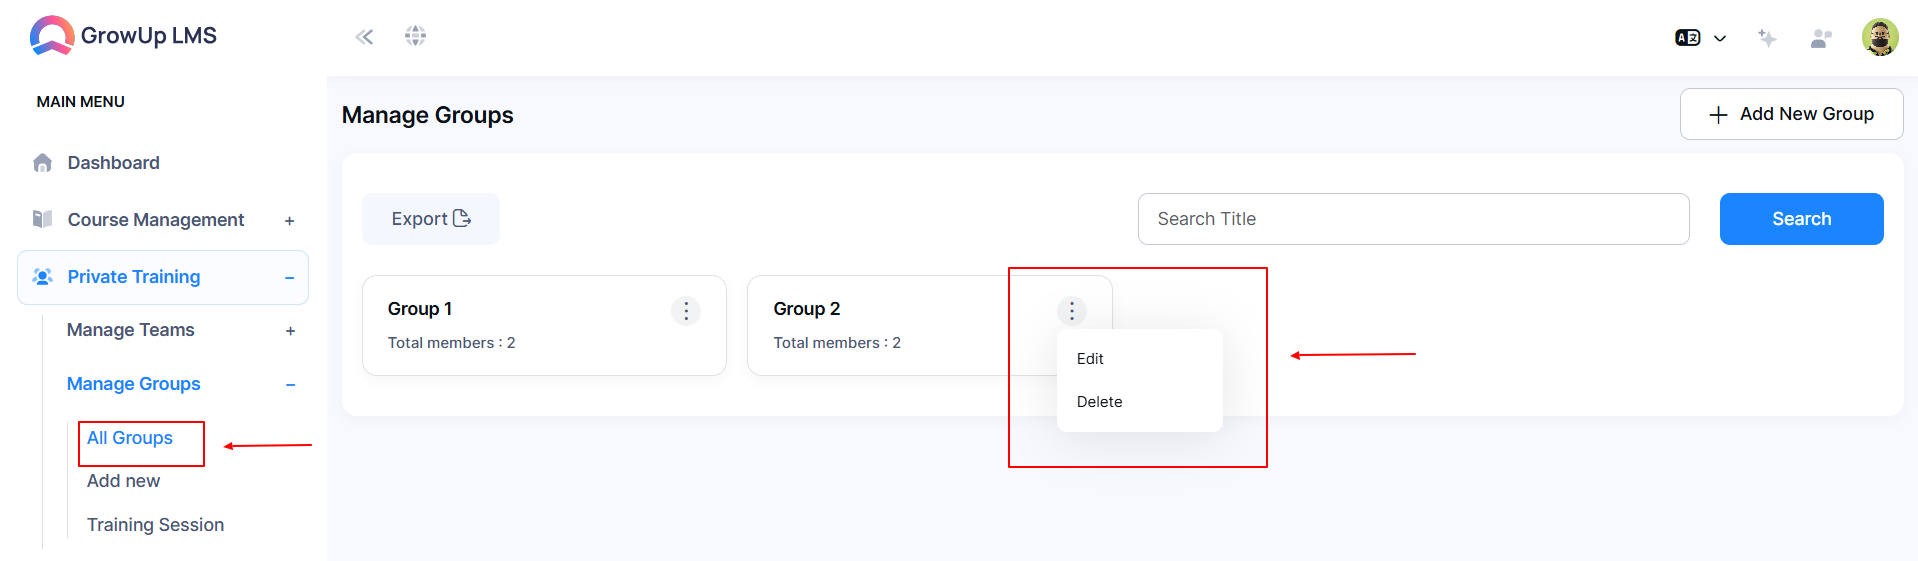 GrowUp LMS
MAIN MENU
Dashboard
Course Management +
Private Training −
Manage Teams +
Manage Groups −
All Groups
Add new
Training Session
Manage Groups
+ Add New Group
Export
Search Title
Search
Group 1
Total members : 2
Group 2
Total members : 2
Edit
Delete